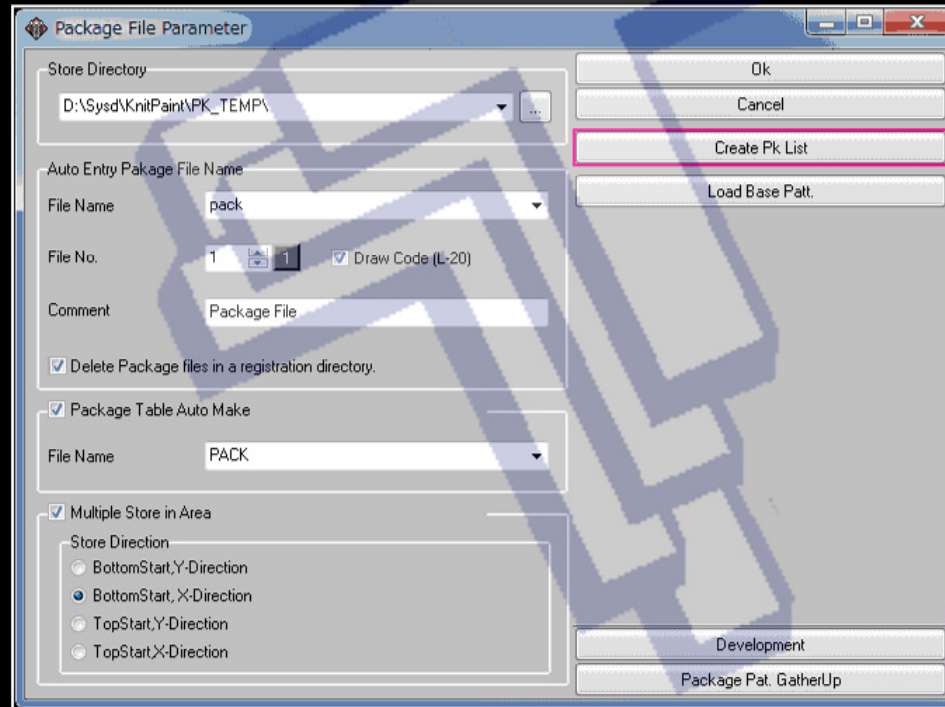 Package File Parameter
Store Directory
D:\Sysd\KnitPaint\PK_TEMP\
...
Auto Entry Pakage File Name
File Name
pack
File No.
1
1
Draw Code (L-20)
Comment
Package File
Delete Package files in a registration directory.
Package Table Auto Make
File Name
PACK
Multiple Store in Area
Store Direction
BottomStart,Y-Direction
BottomStart, X-Direction
TopStart,Y-Direction
TopStart,X-Direction
Ok
Cancel
Create Pk List
Load Base Patt.
Development
Package Pat. GatherUp